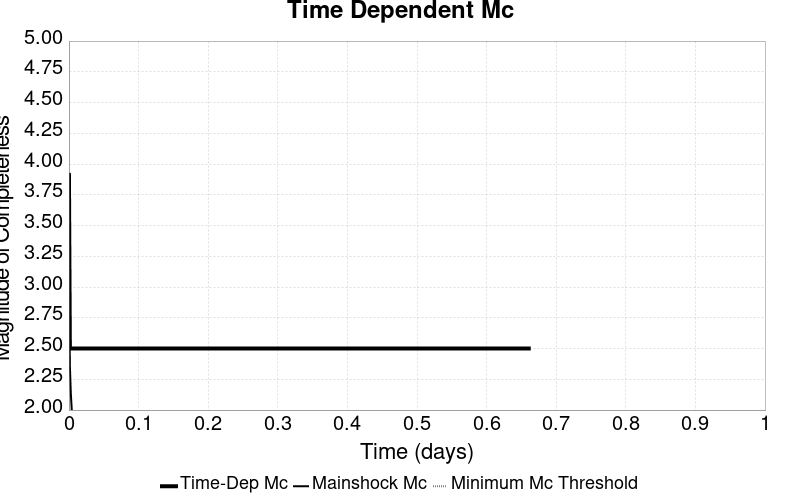 Time Dependent Mc
Magnitude of Completeness
5.00
4.75
4.50
4.25
4.00
3.75
3.50
3.25
3.00
2.75
2.50
2.25
2.00
0 0.1 0.2 0.3 0.4 0.5 0.6 0.7 0.8 0.9 1
Time (days)
Time-Dep Mc Mainshock Mc Minimum Mc Threshold